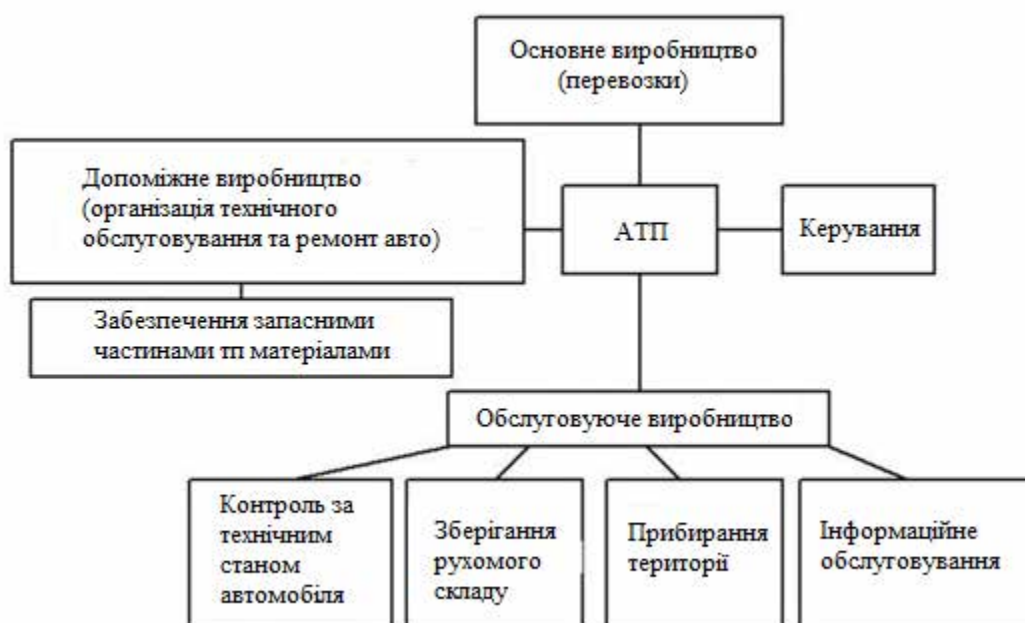 Основне виробництво
(перевозки)
Допоміжне виробництво
(організація технічного
обслуговування та ремонт авто)
АТП
Керування
Забезпечення запасними
частинами тп матеріалами
Обслуговуюче виробництво
Контроль за
технічним
станом
автомобіля
Зберігання
рухомого
складу
Прибирання
території
Інформаційне
обслуговування